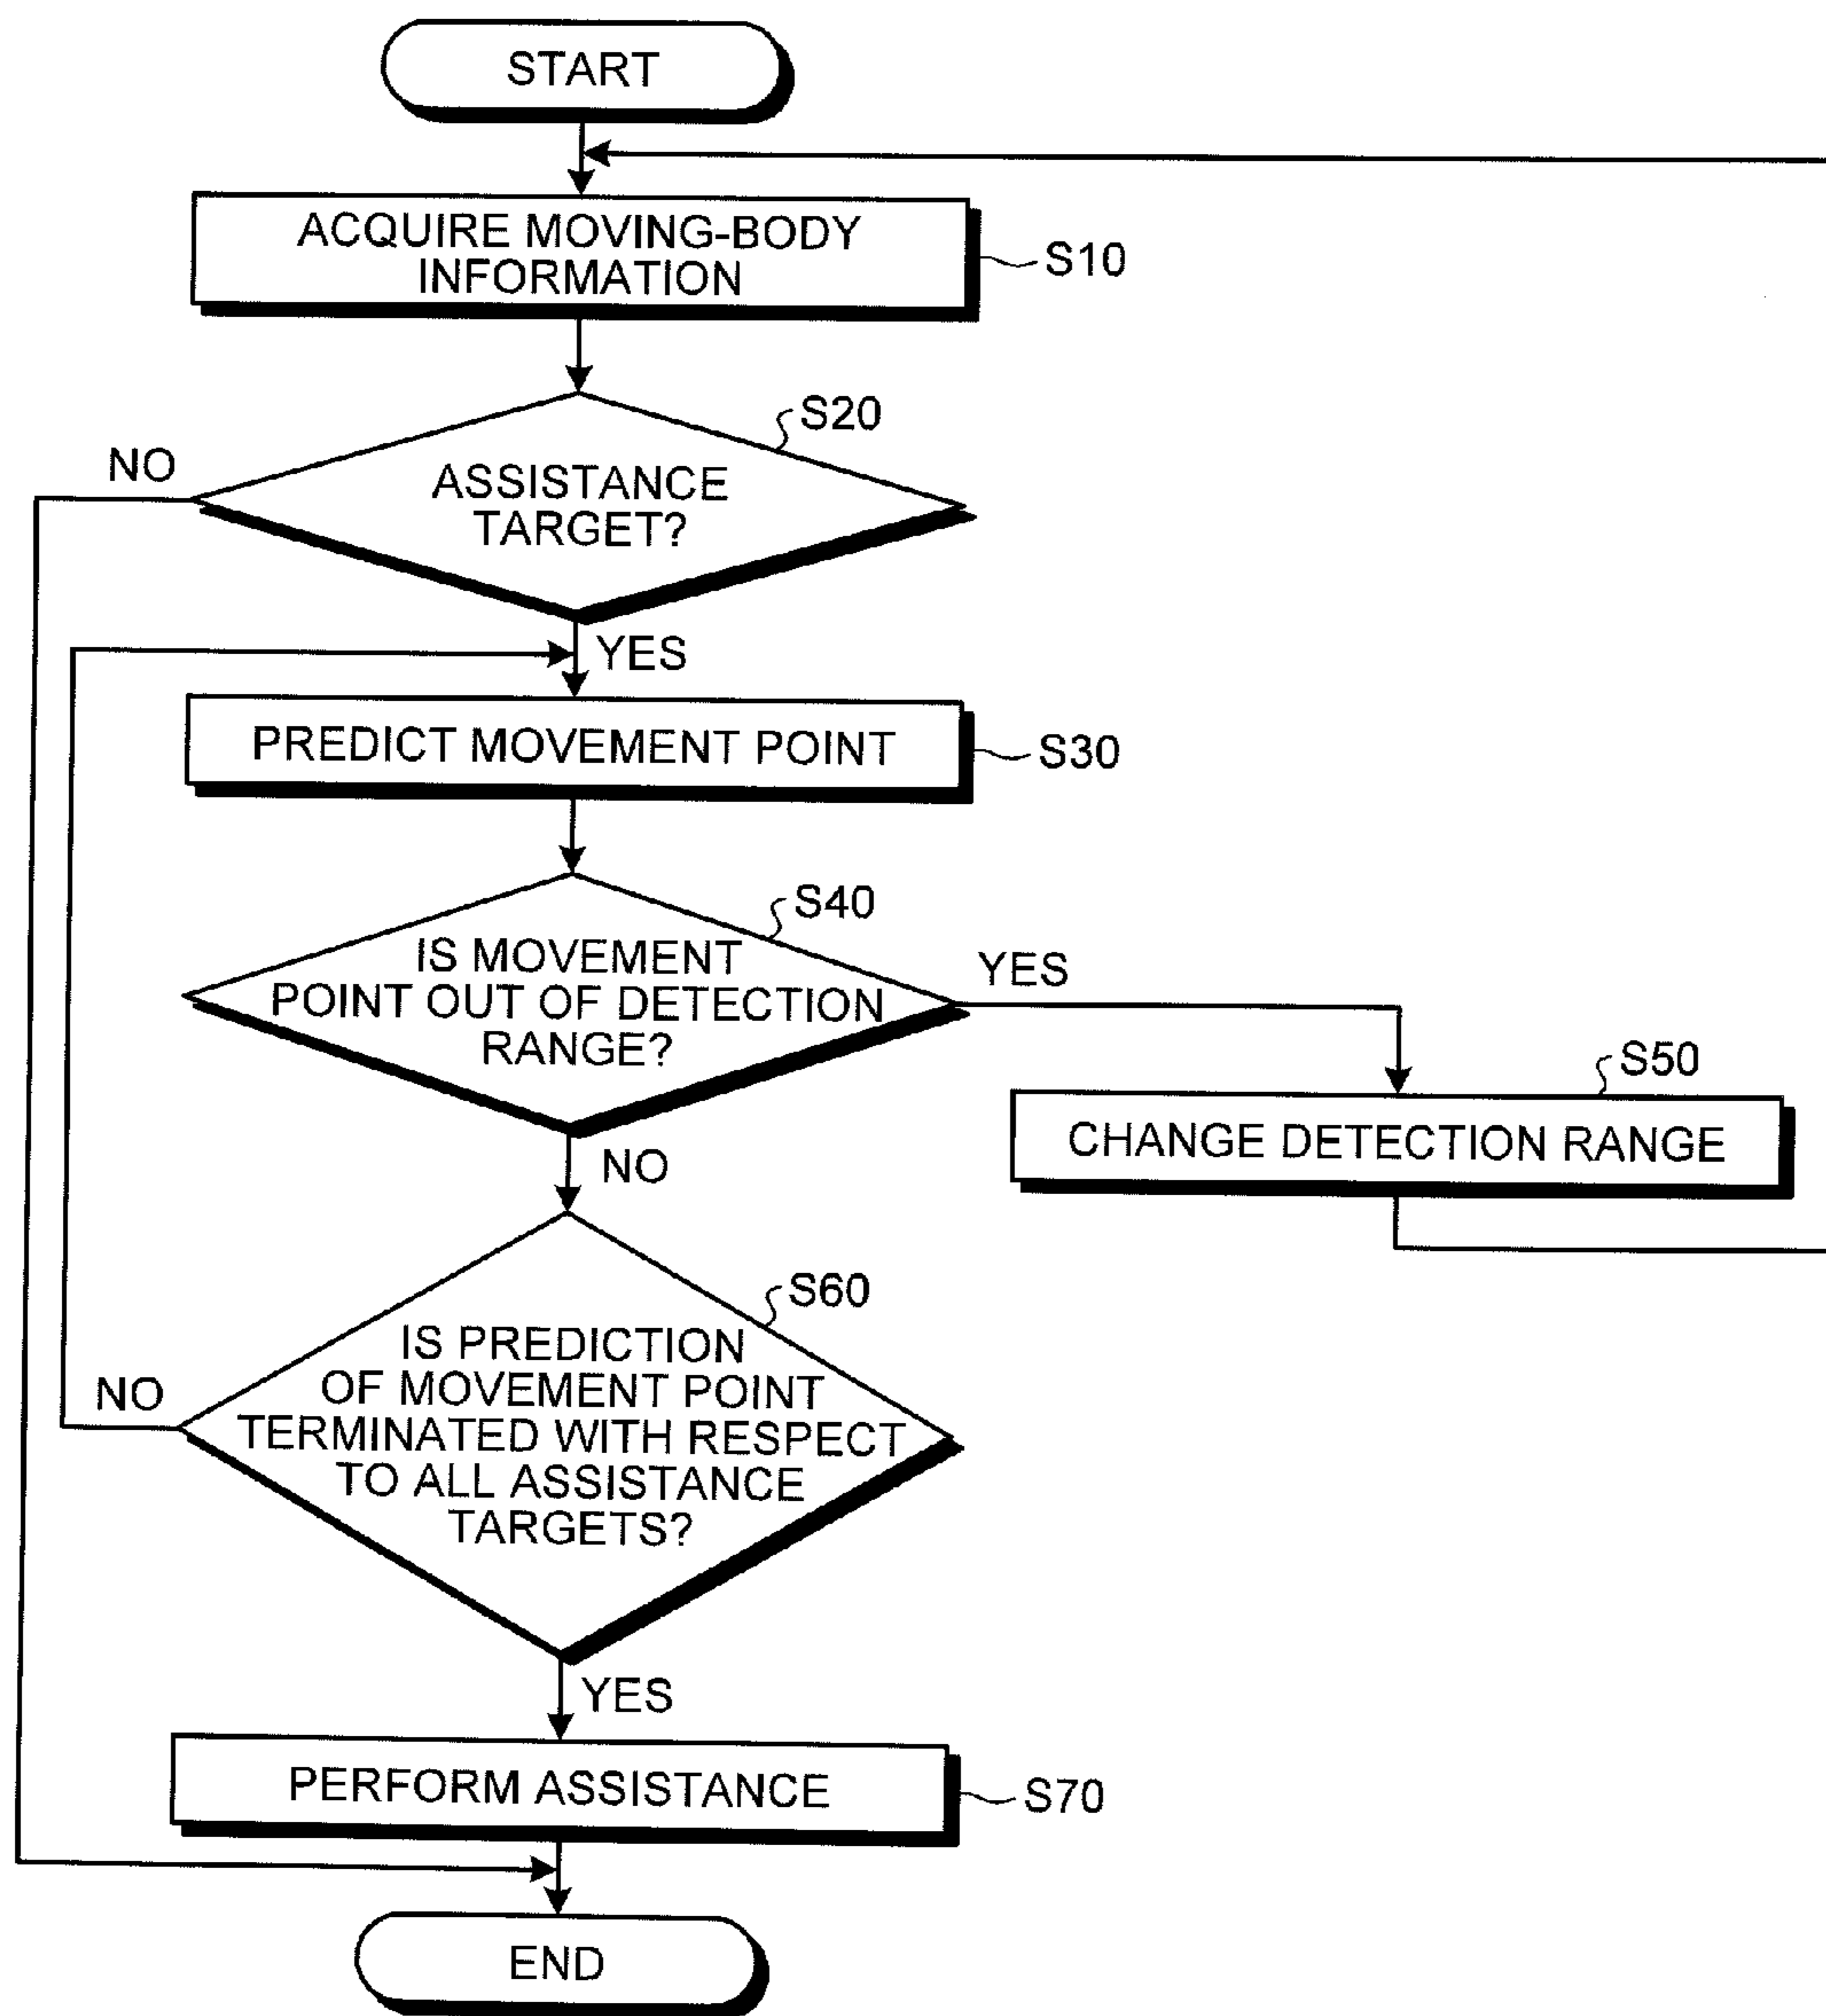 START
ACQUIRE MOVING-BODY
INFORMATION
S10
S20
NO
ASSISTANCE
TARGET?
YES
PREDICT MOVEMENT POINT
S30
S40
IS MOVEMENT
POINT OUT OF DETECTION
RANGE?
YES
S50
CHANGE DETECTION RANGE
NO
S60
IS PREDICTION
OF MOVEMENT POINT
TERMINATED WITH RESPECT
TO ALL ASSISTANCE
TARGETS?
NO
YES
PERFORM ASSISTANCE
S70
END